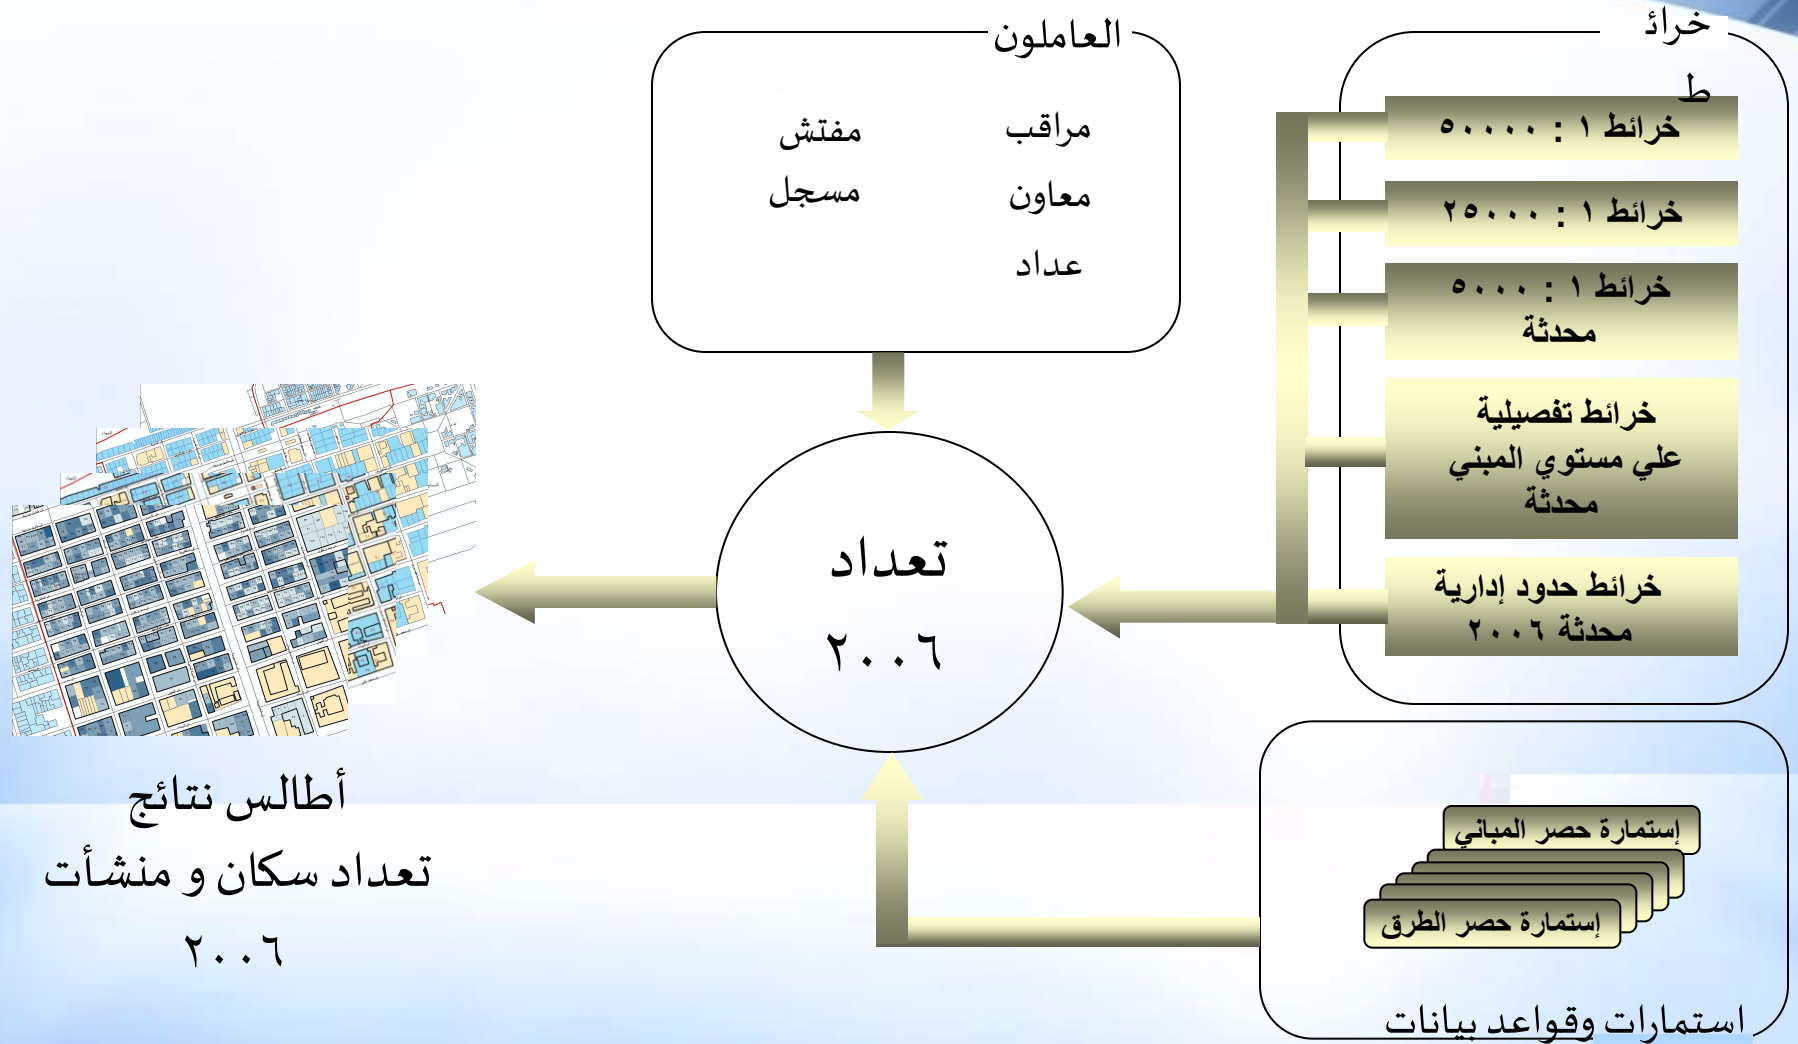 خرائط
خرائط ١ : ٥٠٠٠٠
خرائط ١ : ٢٥٠٠٠
خرائط ١ : ٥٠٠٠
محدثة
خرائط تفصيلية
علي مستوي المبني
محدثة
خرائط حدود إدارية
محدثة ٢٠٠٦
العاملون
مراقب
معاون
عداد
مفتش
مسجل
تعداد
٢٠٠٦
إستمارة حصر المباني
إستمارة حصر الطرق
استمارات وقواعد بيانات
أطالس نتائج
تعداد سكان و منشأت
٢٠٠٦